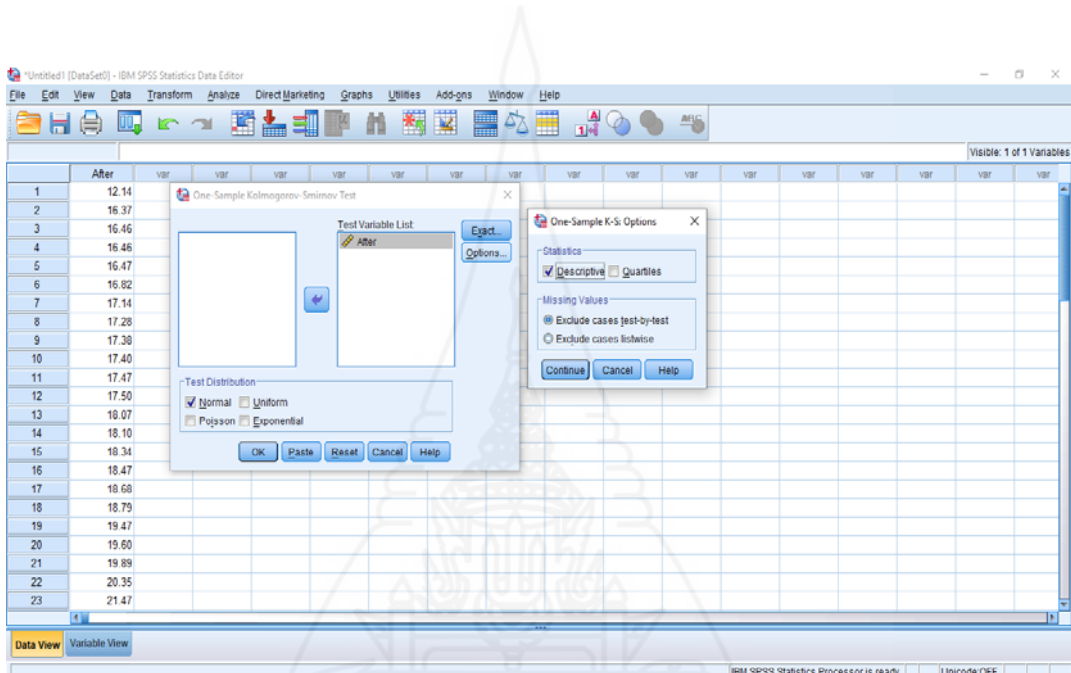 *Untitled1 [DataSet0] - IBM SPSS Statistics Data Editor
File Edit View Data Transform Analyze Direct Marketing Graphs Utilities Add-ons Window Help
Visible: 1 of 1 Variables
After var var var var var var var var var var var var var var var var
1 12.14
2 16.37
3 16.46
4 16.46
5 16.47
6 16.82
7 17.14
8 17.28
9 17.38
10 17.40
11 17.47
12 17.50
13 18.07
14 18.10
15 18.34
16 18.47
17 18.68
18 18.79
19 19.47
20 19.60
21 19.89
22 20.35
23 21.47
One-Sample Kolmogorov-Smirnov Test
Test Variable List:
After
Exact...
Options...
Test Distribution
Normal Uniform
Poisson Exponential
OK Paste Reset Cancel Help
One-Sample K-S: Options
Statistics
Descriptive Quartiles
Missing Values
Exclude cases test-by-test
Exclude cases listwise
Continue Cancel Help
Data View Variable View
IBM SPSS Statistics Processor is ready Unicode:OFF